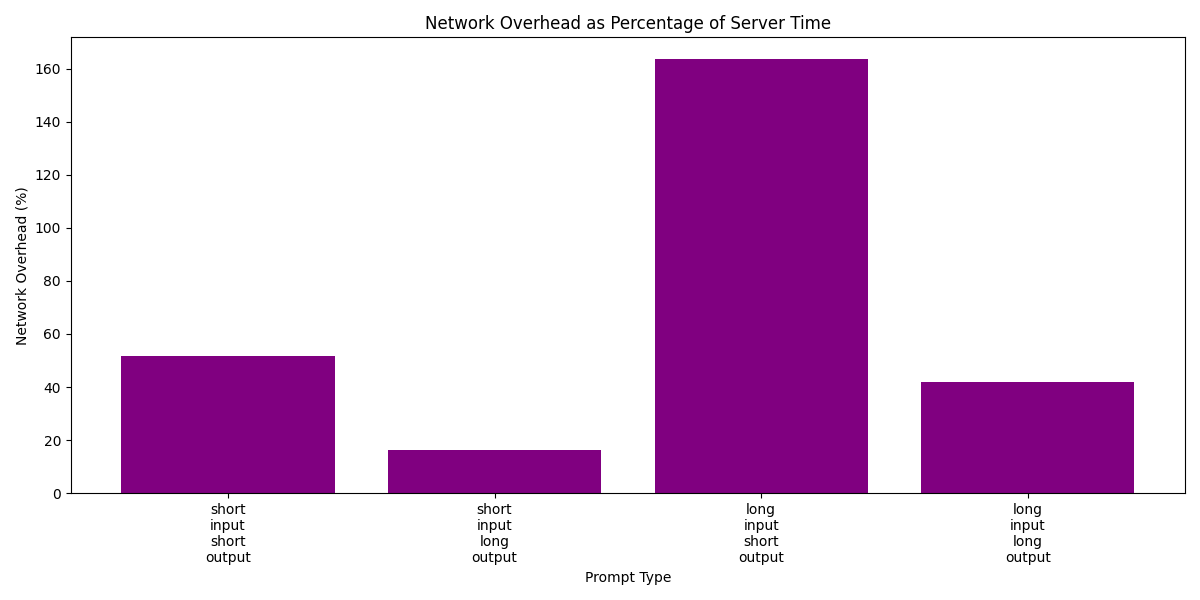 Network Overhead as Percentage of Server Time
Network Overhead (%)
160
140
120
100
80
60
40
20
0
short
input
short
output
short
input
long
output
long
input
short
output
long
input
long
output
Prompt Type